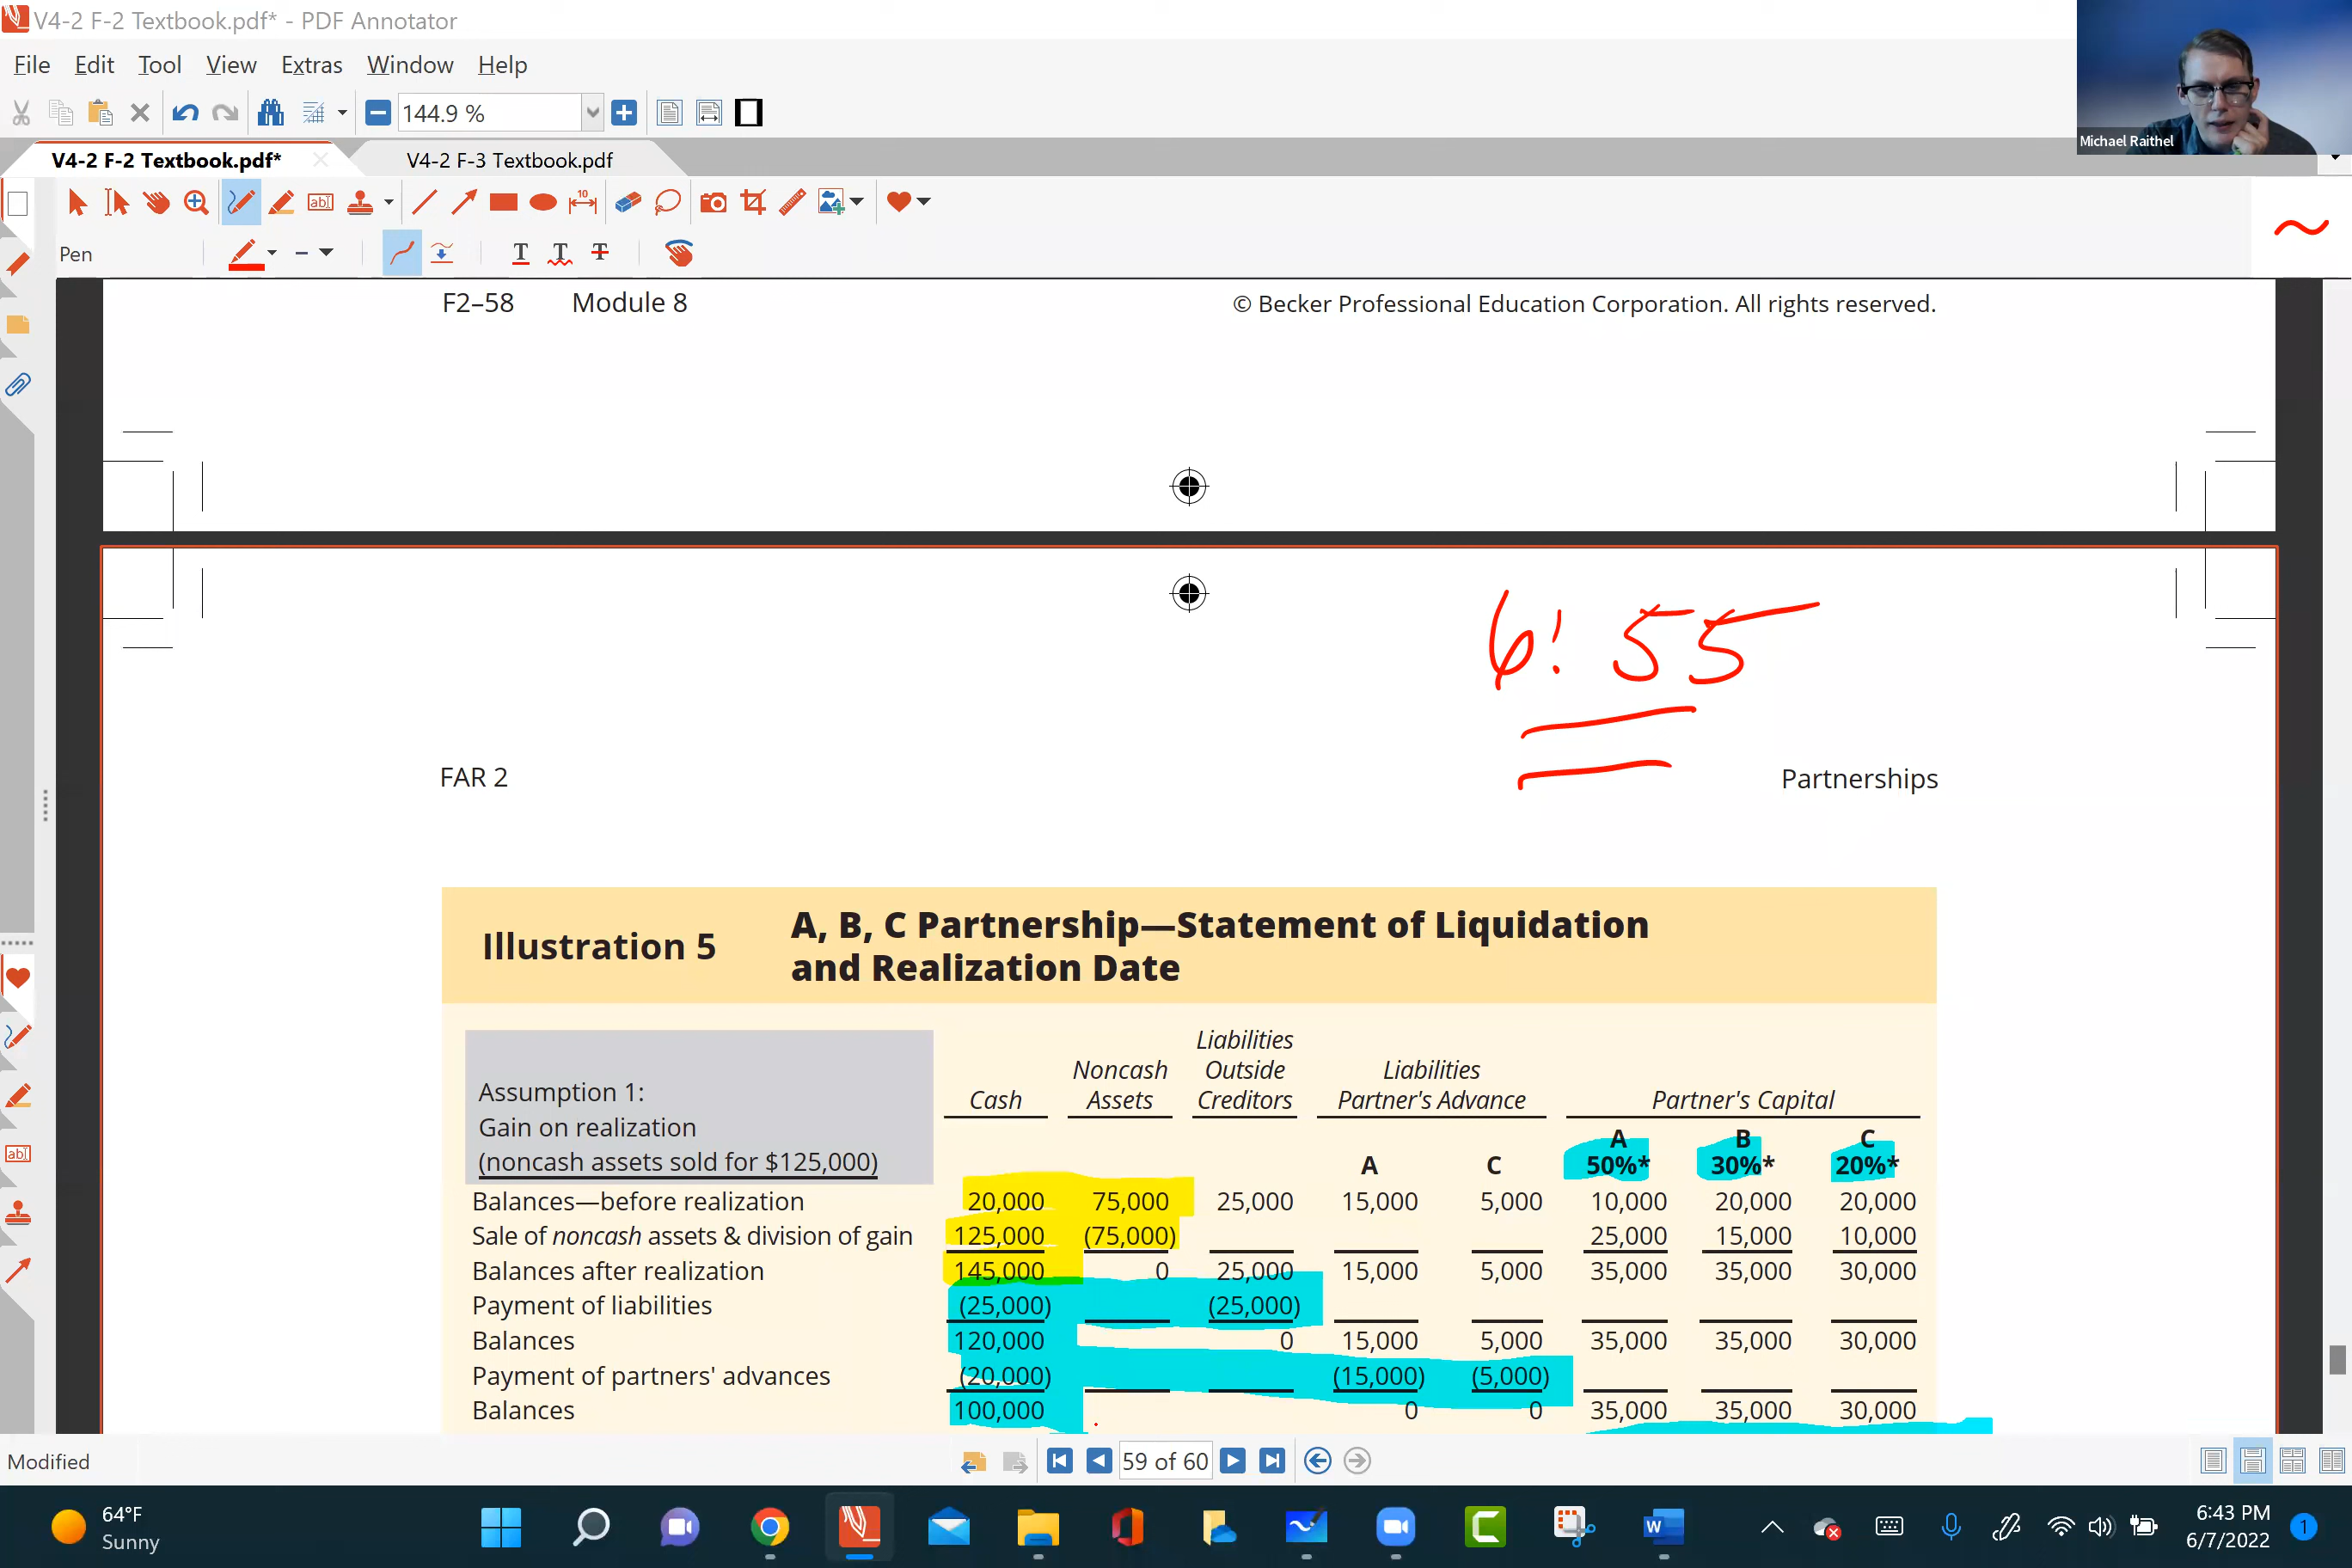 V4-2 F-2 Textbook.pdf* - PDF Annotator
File Edit Tool View Extras Window Help
144.9 %
Michael Raithel
V4-2 F-2 Textbook.pdf* V4-2 F-3 Textbook.pdf
10
Pen T T T
F2–58 Module 8 © Becker Professional Education Corporation. All rights reserved.
6: 55
FAR 2 Partnerships
Illustration 5 A, B, C Partnership—Statement of Liquidation
and Realization Date
Liabilities
Noncash Outside Liabilities
Assumption 1: Cash Assets Creditors Partner's Advance Partner's Capital
Gain on realization A B C
(noncash assets sold for $125,000) A C 50%* 30%* 20%*
Balances—before realization 20,000 75,000 25,000 15,000 5,000 10,000 20,000 20,000
Sale of noncash assets & division of gain 125,000 (75,000) 25,000 15,000 10,000
Balances after realization 145,000 0 25,000 15,000 5,000 35,000 35,000 30,000
Payment of liabilities (25,000) (25,000)
Balances 120,000 0 15,000 5,000 35,000 35,000 30,000
Payment of partners' advances (20,000) (15,000) (5,000)
Balances 100,000 0 0 35,000 35,000 30,000
Modified 59 of 60
64°F
Sunny
6:43 PM
6/7/2022
1